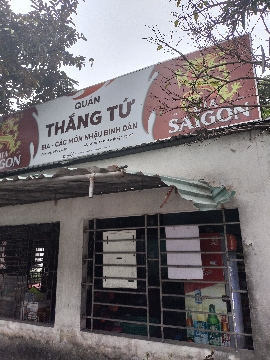 QUÁN
THẮNG TỨ
BIA - CÁC MÓN NHẬU BÌNH DÂN
SAIGON
SAIGON